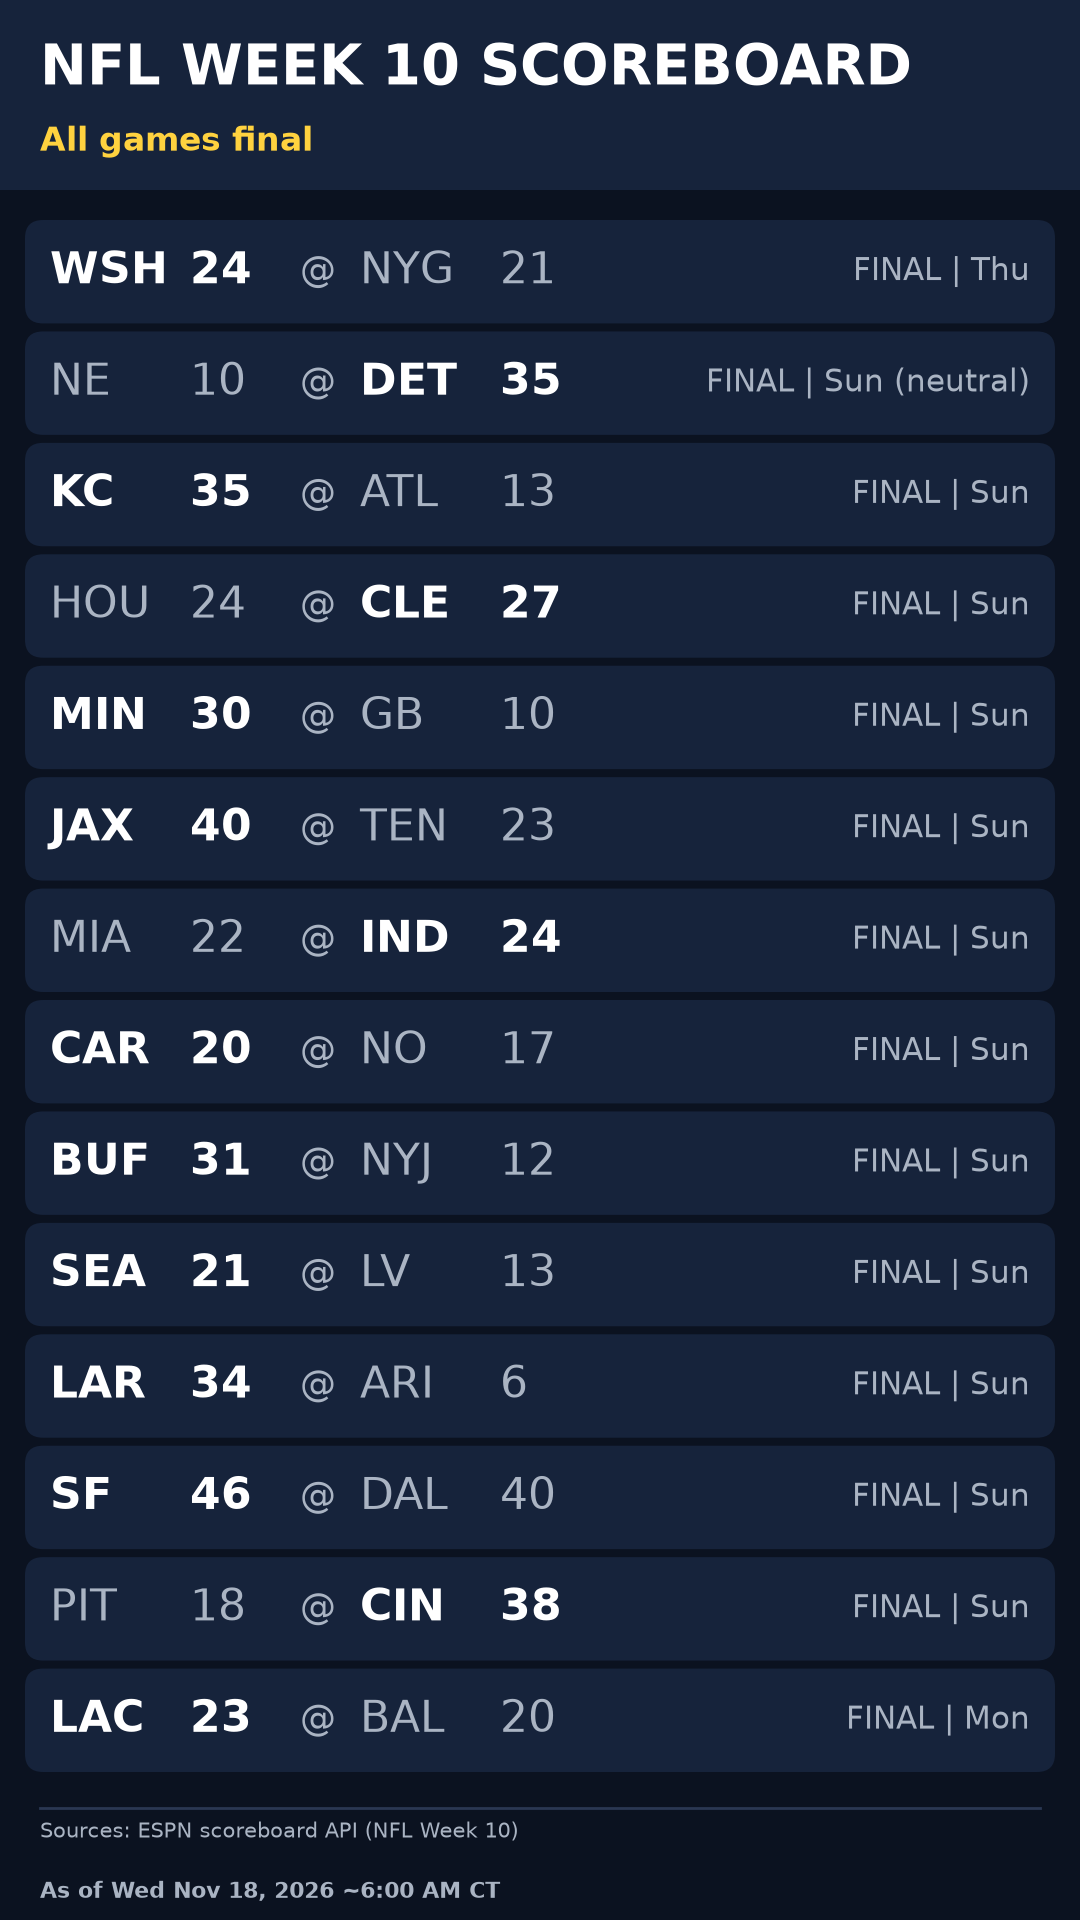 NFL WEEK 10 SCOREBOARD
All games final
WSH 24 @ NYG 21 FINAL | Thu
NE 10 @ DET 35 FINAL | Sun (neutral)
KC 35 @ ATL 13 FINAL | Sun
HOU 24 @ CLE 27 FINAL | Sun
MIN 30 @ GB 10 FINAL | Sun
JAX 40 @ TEN 23 FINAL | Sun
MIA 22 @ IND 24 FINAL | Sun
CAR 20 @ NO 17 FINAL | Sun
BUF 31 @ NYJ 12 FINAL | Sun
SEA 21 @ LV 13 FINAL | Sun
LAR 34 @ ARI 6 FINAL | Sun
SF 46 @ DAL 40 FINAL | Sun
PIT 18 @ CIN 38 FINAL | Sun
LAC 23 @ BAL 20 FINAL | Mon
Sources: ESPN scoreboard API (NFL Week 10)
As of Wed Nov 18, 2026 ~6:00 AM CT